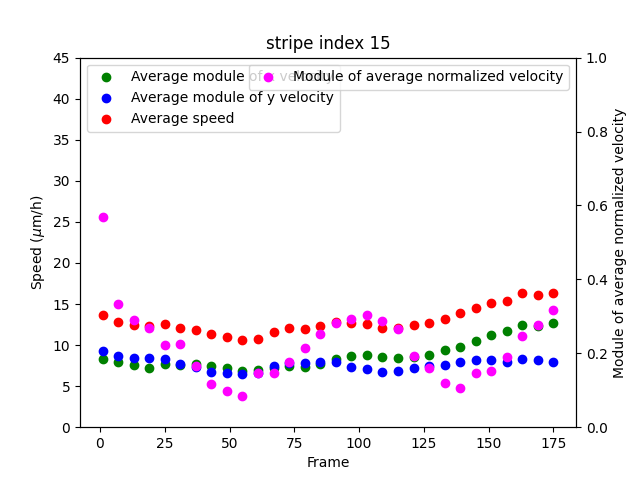 stripe index 15
Average module of x velocity
Average module of y velocity
Average speed
Module of average normalized velocity
Speed (μm/h)
45
40
35
30
25
20
15
10
5
0
1.0
0.8
0.6
0.4
0.2
0.0
Module of average normalized velocity
0 25 50 75 100 125 150 175
Frame